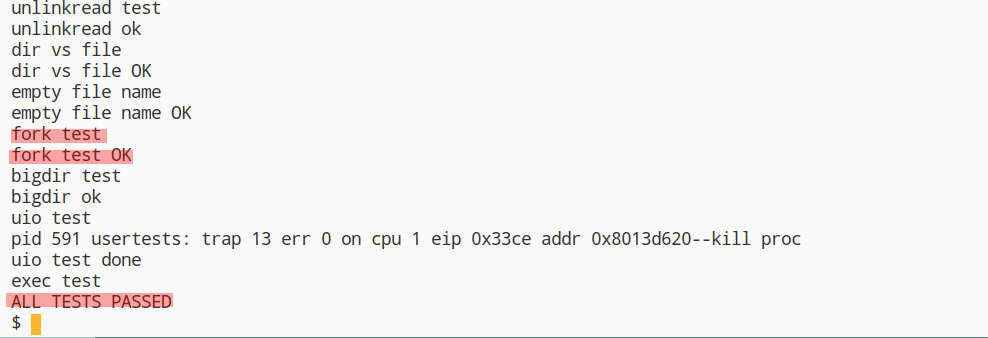 unlinkread test
unlinkread ok
dir vs file
dir vs file OK
empty file name
empty file name OK
fork test
fork test OK
bigdir test
bigdir ok
uio test
pid 591 usertests: trap 13 err 0 on cpu 1 eip 0x33ce addr 0x8013d620--kill proc
uio test done
exec test
ALL TESTS PASSED
$